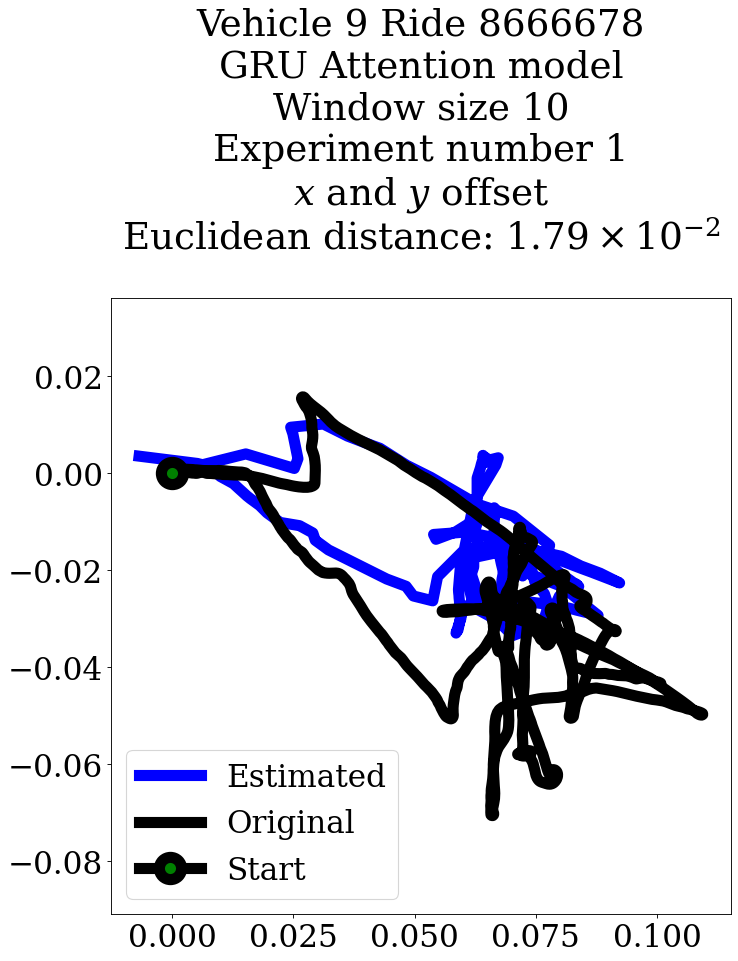 Vehicle 9 Ride 8666678
GRU Attention model
Window size 10
Experiment number 1
x and y offset
Euclidean distance: 1.79 × 10⁻²
0.02
0.00
−0.02
−0.04
−0.06
−0.08
Estimated
Original
Start
0.000 0.025 0.050 0.075 0.100